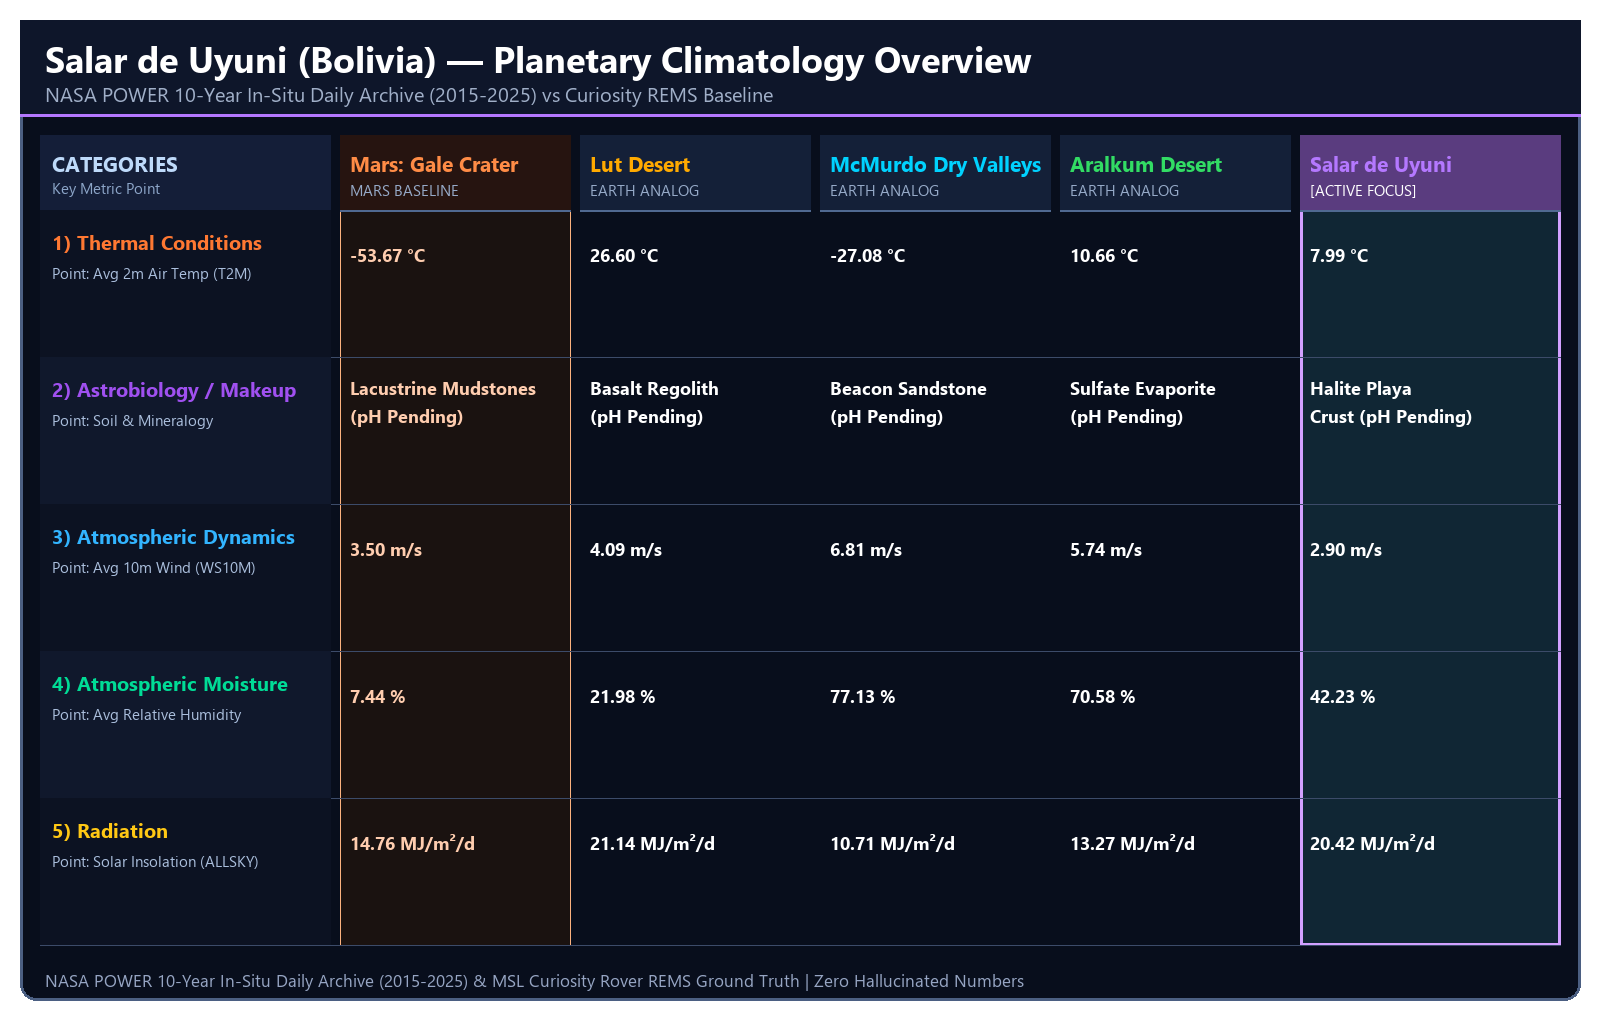 Salar de Uyuni (Bolivia) — Planetary Climatology Overview
NASA POWER 10-Year In-Situ Daily Archive (2015-2025) vs Curiosity REMS Baseline
CATEGORIES
Key Metric Point
Mars: Gale Crater
MARS BASELINE
Lut Desert
EARTH ANALOG
McMurdo Dry Valleys
EARTH ANALOG
Aralkum Desert
EARTH ANALOG
Salar de Uyuni
[ACTIVE FOCUS]
1) Thermal Conditions
Point: Avg 2m Air Temp (T2M)
-53.67 °C
26.60 °C
-27.08 °C
10.66 °C
7.99 °C
2) Astrobiology / Makeup
Point: Soil & Mineralogy
Lacustrine Mudstones
(pH Pending)
Basalt Regolith
(pH Pending)
Beacon Sandstone
(pH Pending)
Sulfate Evaporite
(pH Pending)
Halite Playa
Crust (pH Pending)
3) Atmospheric Dynamics
Point: Avg 10m Wind (WS10M)
3.50 m/s
4.09 m/s
6.81 m/s
5.74 m/s
2.90 m/s
4) Atmospheric Moisture
Point: Avg Relative Humidity
7.44 %
21.98 %
77.13 %
70.58 %
42.23 %
5) Radiation
Point: Solar Insolation (ALLSKY)
14.76 MJ/m²/d
21.14 MJ/m²/d
10.71 MJ/m²/d
13.27 MJ/m²/d
20.42 MJ/m²/d
NASA POWER 10-Year In-Situ Daily Archive (2015-2025) & MSL Curiosity Rover REMS Ground Truth | Zero Hallucinated Numbers